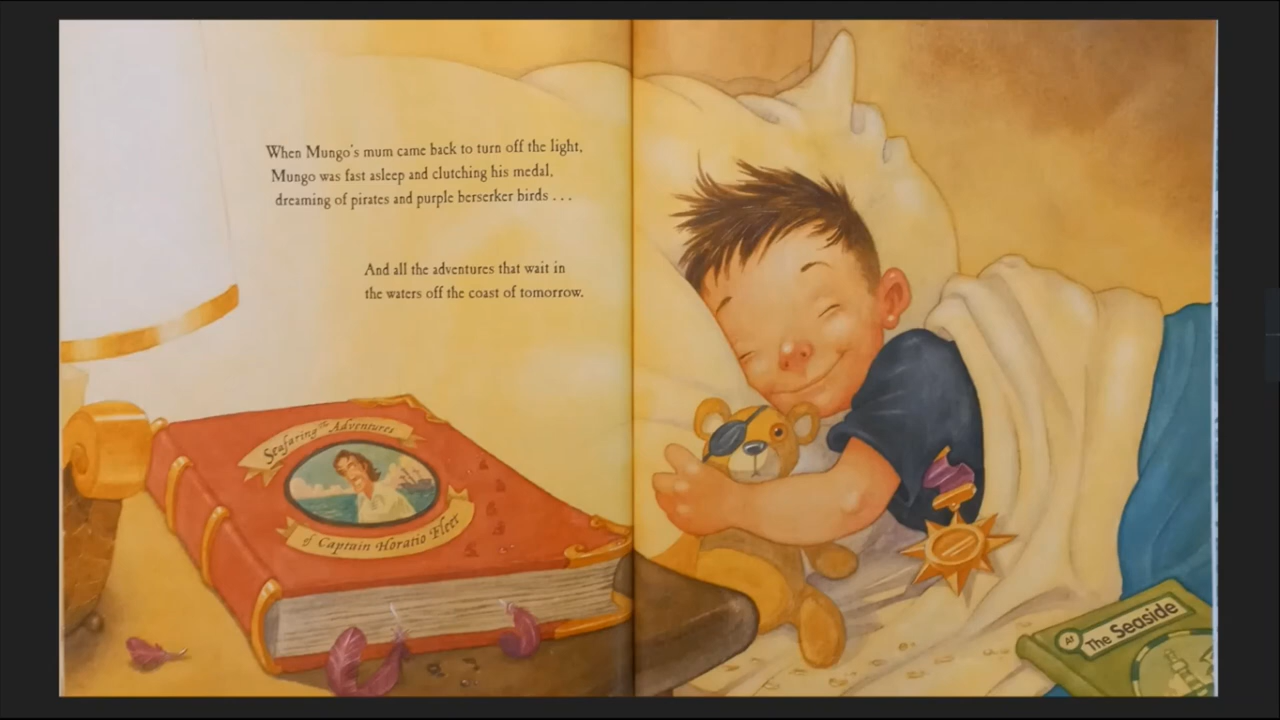 When Mungo's mum came back to turn off the light,
Mungo was fast asleep and clutching his medal,
dreaming of pirates and purple berserker birds . . .
And all the adventures that wait in
the waters off the coast of tomorrow.
Seafaring Adventures
of Captain Horatio Fleet
At The Seaside